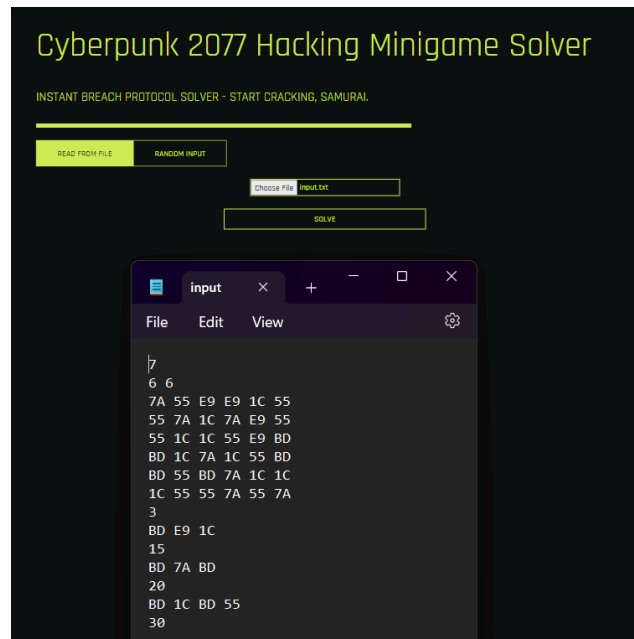 Cyberpunk 2077 Hacking Minigame Solver
INSTANT BREACH PROTOCOL SOLVER - START CRACKING, SAMURAI.
READ FROM FILE RANDOM INPUT
Choose File input.txt
SOLVE
input
File Edit View
7
6 6
7A 55 E9 E9 1C 55
55 7A 1C 7A E9 55
55 1C 1C 55 E9 BD
BD 1C 7A 1C 55 BD
BD 55 BD 7A 1C 1C
1C 55 55 7A 55 7A
3
BD E9 1C
15
BD 7A BD
20
BD 1C BD 55
30